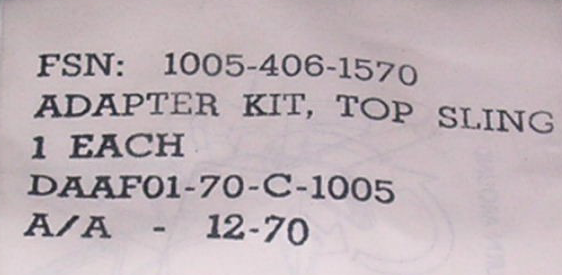 FSN: 1005-406-1570
ADAPTER KIT, TOP SLING
1 EACH
DAAF01-70-C-1005
A/A - 12-70